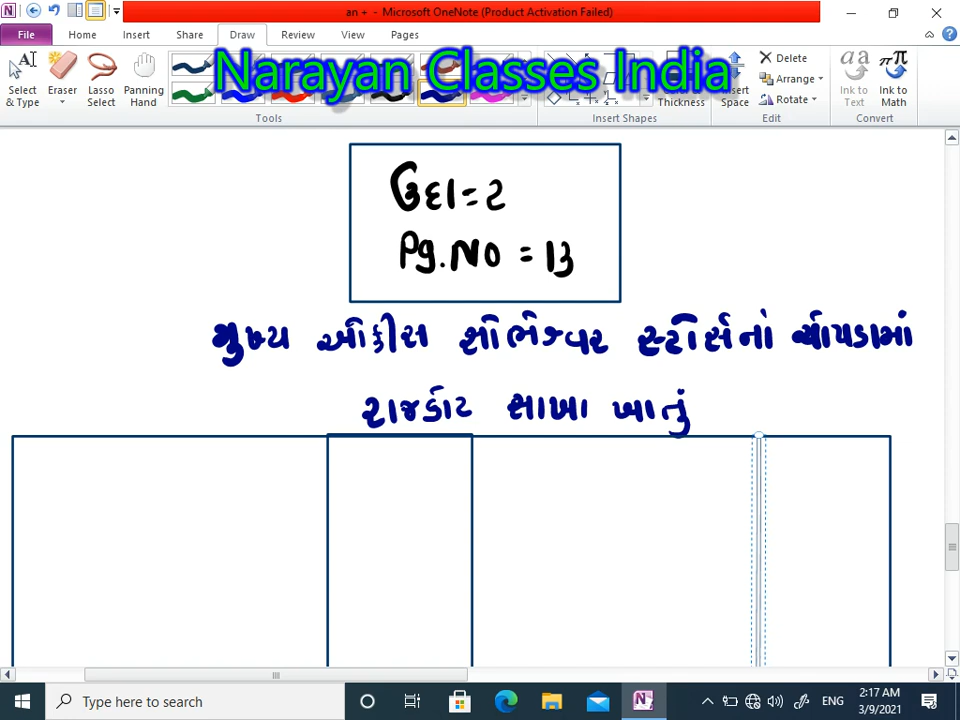 an + - Microsoft OneNote (Product Activation Failed)
File Home Insert Share Draw Review View Pages
Narayan Classes India
Select & Type
Eraser
Lasso Select
Panning Hand
Thickness
Insert Space
Delete
Arrange
Rotate
Ink to Text
Ink to Math
Tools
Insert Shapes
Edit
Convert
ઉદા=2
Pg.No = 13
મુખ્ય ઓફીસ સોમેશ્વર સ્ટોર્સનાં ચોપડામાં
રાજકોટ શાખા ખાતું
Type here to search
ENG
2:17 AM
3/9/2021